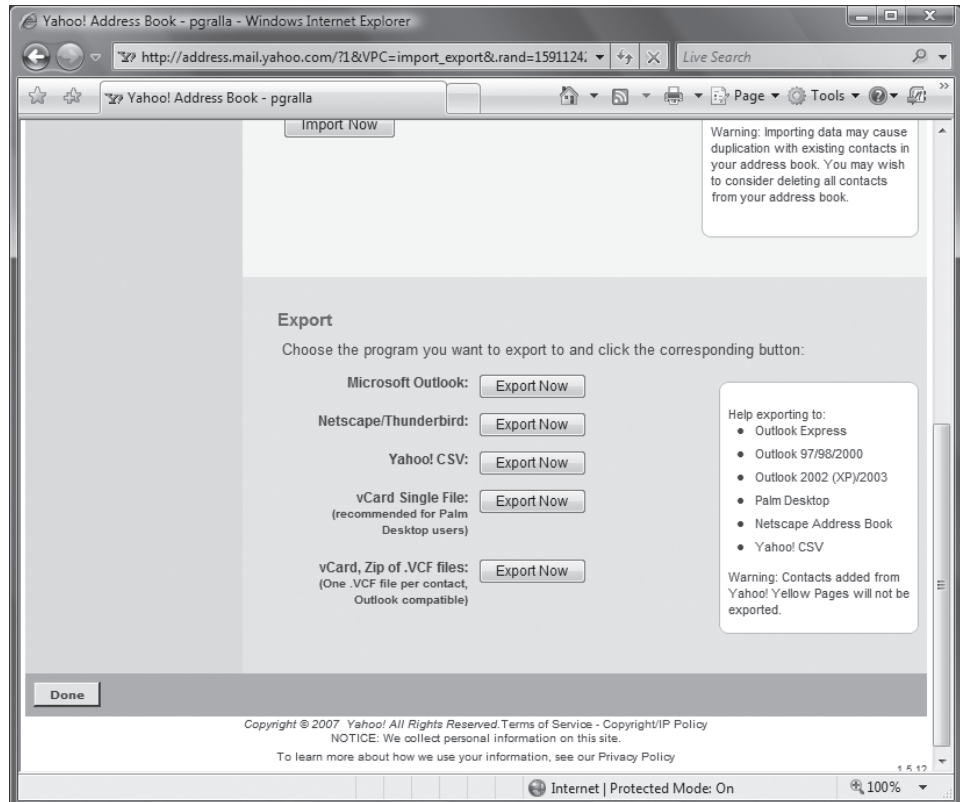 Yahoo! Address Book - pgralla - Windows Internet Explorer
http://address.mail.yahoo.com/?1&VPC=import_export&.rand=15911242
Live Search
Yahoo! Address Book - pgralla
Page
Tools
Import Now
Warning: Importing data may cause
duplication with existing contacts in
your address book. You may wish
to consider deleting all contacts
from your address book.
Export
Choose the program you want to export to and click the corresponding button:
Microsoft Outlook: Export Now
Netscape/Thunderbird: Export Now
Yahoo! CSV: Export Now
vCard Single File: Export Now
(recommended for Palm
Desktop users)
vCard, Zip of .VCF files: Export Now
(One .VCF file per contact,
Outlook compatible)
Help exporting to:
• Outlook Express
• Outlook 97/98/2000
• Outlook 2002 (XP)/2003
• Palm Desktop
• Netscape Address Book
• Yahoo! CSV
Warning: Contacts added from
Yahoo! Yellow Pages will not be
exported.
Done
Copyright © 2007 Yahoo! All Rights Reserved.Terms of Service - Copyright/IP Policy
NOTICE: We collect personal information on this site.
To learn more about how we use your information, see our Privacy Policy
1.5.12
Internet | Protected Mode: On
100%